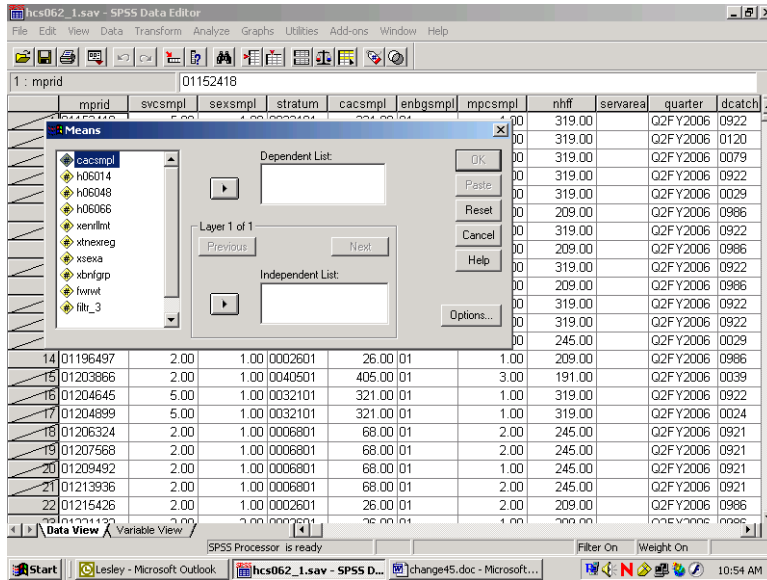 hcs062_1.sav - SPSS Data Editor
File Edit View Data Transform Analyze Graphs Utilities Add-ons Window Help
1 : mprid 01152418
mprid svcsmpl sexsmpl stratum cacsmpl enbgsmpl mpcsmpl nhff servarea quarter dcatch
319.00 Q2FY2006 0922
Means
319.00 Q2FY2006 0120
cacsmpl Dependent List: OK 319.00 Q2FY2006 0079
h06014 Paste 319.00 Q2FY2006 0922
h06048 319.00 Q2FY2006 0029
h06066 Reset 209.00 Q2FY2006 0986
xenrllmt Layer 1 of 1 Cancel 319.00 Q2FY2006 0922
xtnexreg Previous Next 209.00 Q2FY2006 0986
xsexa Help 319.00 Q2FY2006 0922
xbnfgrp Independent List: 209.00 Q2FY2006 0986
fwrwt 319.00 Q2FY2006 0922
filtr_3 Options... 319.00 Q2FY2006 0922
245.00 Q2FY2006 0029
14 01196497 2.00 1.00 0002601 26.00 01 1.00 209.00 Q2FY2006 0986
15 01203866 2.00 1.00 0040501 405.00 01 3.00 191.00 Q2FY2006 0039
16 01204645 5.00 1.00 0032101 321.00 01 1.00 319.00 Q2FY2006 0922
17 01204899 5.00 1.00 0032101 321.00 01 1.00 319.00 Q2FY2006 0024
18 01206324 2.00 1.00 0006801 68.00 01 2.00 245.00 Q2FY2006 0921
19 01207568 2.00 1.00 0006801 68.00 01 2.00 245.00 Q2FY2006 0921
20 01209492 2.00 1.00 0006801 68.00 01 1.00 245.00 Q2FY2006 0921
21 01213936 2.00 1.00 0006801 68.00 01 2.00 245.00 Q2FY2006 0921
22 01215426 2.00 1.00 0002601 26.00 01 2.00 209.00 Q2FY2006 0986
Data View Variable View
SPSS Processor is ready Filter On Weight On
Start Lesley - Microsoft Outlook hcs062_1.sav - SPSS D... change45.doc - Microsoft... 10:54 AM